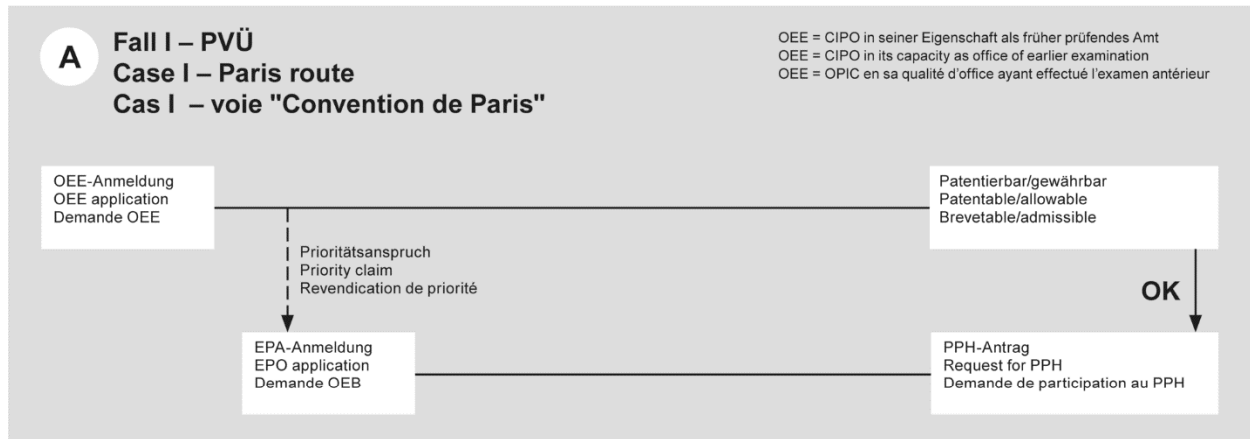 A
Fall I – PVÜ
Case I – Paris route
Cas I – voie "Convention de Paris"
OEE = CIPO in seiner Eigenschaft als früher prüfendes Amt
OEE = CIPO in its capacity as office of earlier examination
OEE = OPIC en sa qualité d'office ayant effectué l'examen antérieur
OEE-Anmeldung
OEE application
Demande OEE
Patentierbar/gewährbar
Patentable/allowable
Brevetable/admissible
Prioritätsanspruch
Priority claim
Revendication de priorité
OK
EPA-Anmeldung
EPO application
Demande OEB
PPH-Antrag
Request for PPH
Demande de participation au PPH